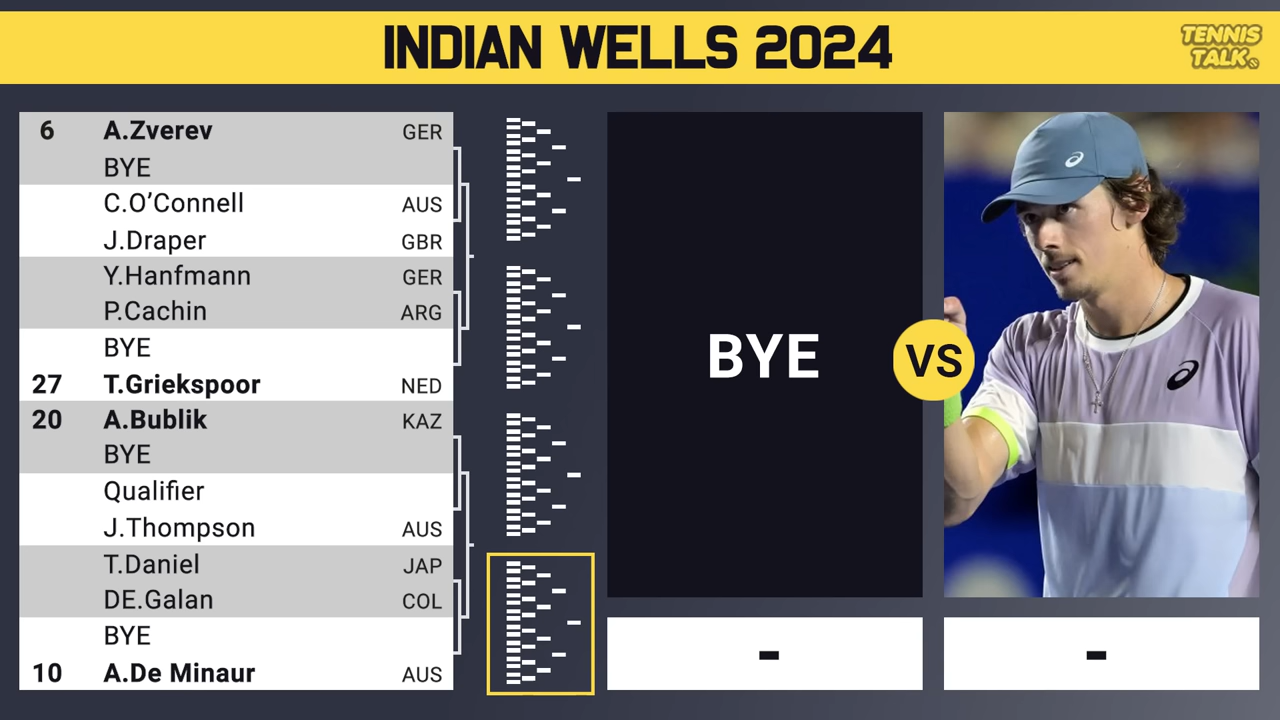 INDIAN WELLS 2024
TENNIS
TALK
6 A.Zverev GER
BYE
C.O’Connell AUS
J.Draper GBR
Y.Hanfmann GER
P.Cachin ARG
BYE
27 T.Griekspoor NED
20 A.Bublik KAZ
BYE
Qualifier
J.Thompson AUS
T.Daniel JAP
DE.Galan COL
BYE
10 A.De Minaur AUS
BYE
VS
-
-